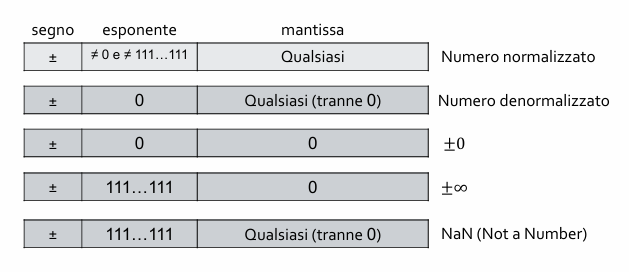 segno esponente mantissa
± ≠ 0 e ≠ 111…111 Qualsiasi Numero normalizzato
± 0 Qualsiasi (tranne 0) Numero denormalizzato
± 0 0 ±0
± 111…111 0 ±∞
± 111…111 Qualsiasi (tranne 0) NaN (Not a Number)